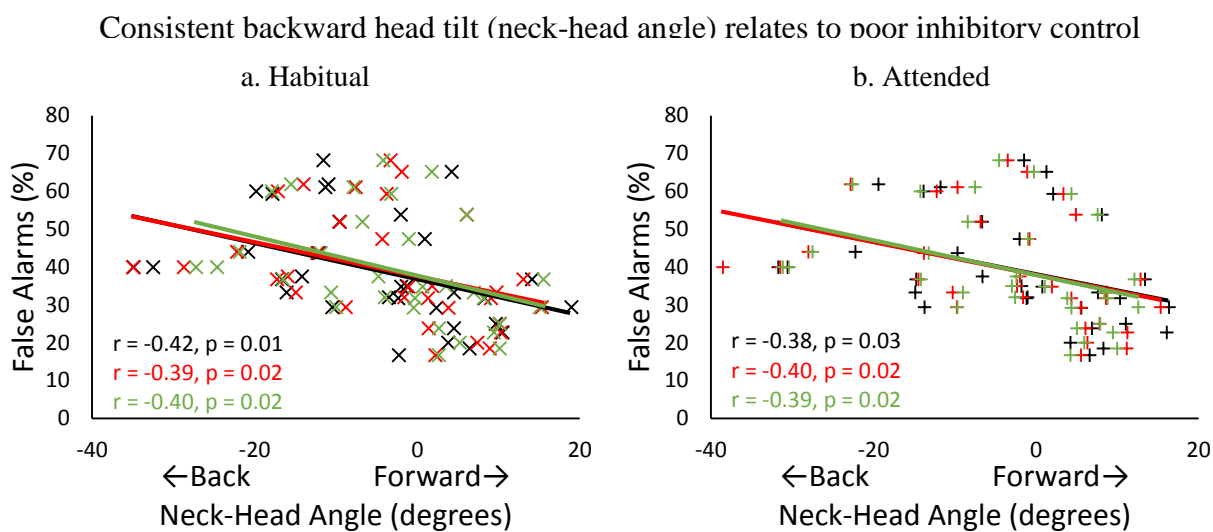 Consistent backward head tilt (neck-head angle) relates to poor inhibitory control
a. Habitual
False Alarms (%)
80
70
60
50
40
30
20
10
0
r = -0.42, p = 0.01
r = -0.39, p = 0.02
r = -0.40, p = 0.02
-40 -20 0 20
←Back Forward→
Neck-Head Angle (degrees)
b. Attended
False Alarms (%)
80
70
60
50
40
30
20
10
0
r = -0.38, p = 0.03
r = -0.40, p = 0.02
r = -0.39, p = 0.02
-40 -20 0 20
←Back Forward→
Neck-Head Angle (degrees)